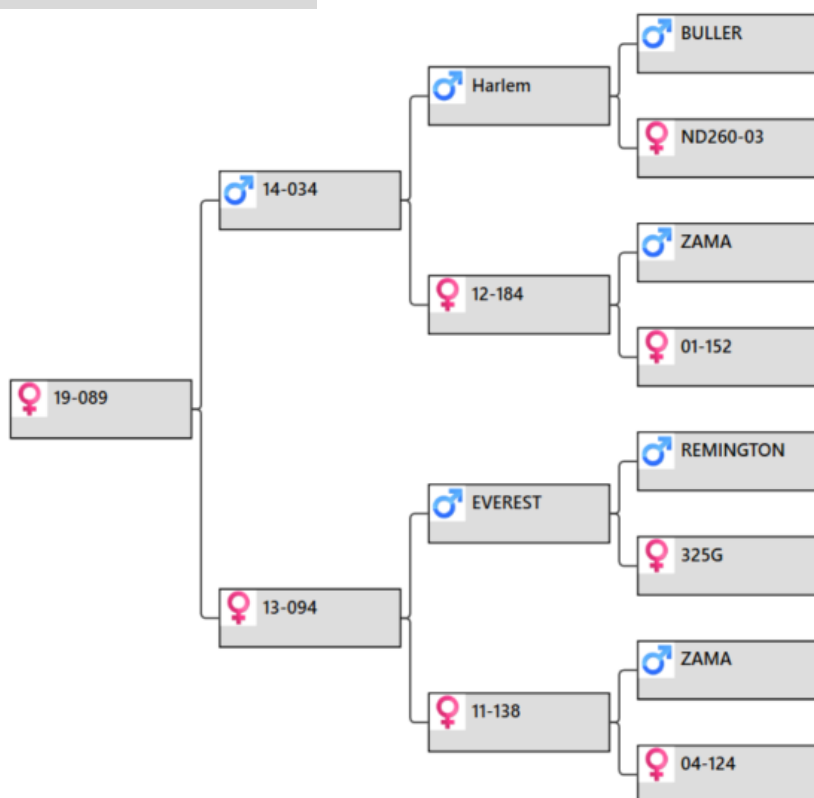 BULLER
Harlem
ND260-03
14-034
ZAMA
12-184
01-152
19-089
REMINGTON
EVEREST
325G
13-094
ZAMA
11-138
04-124